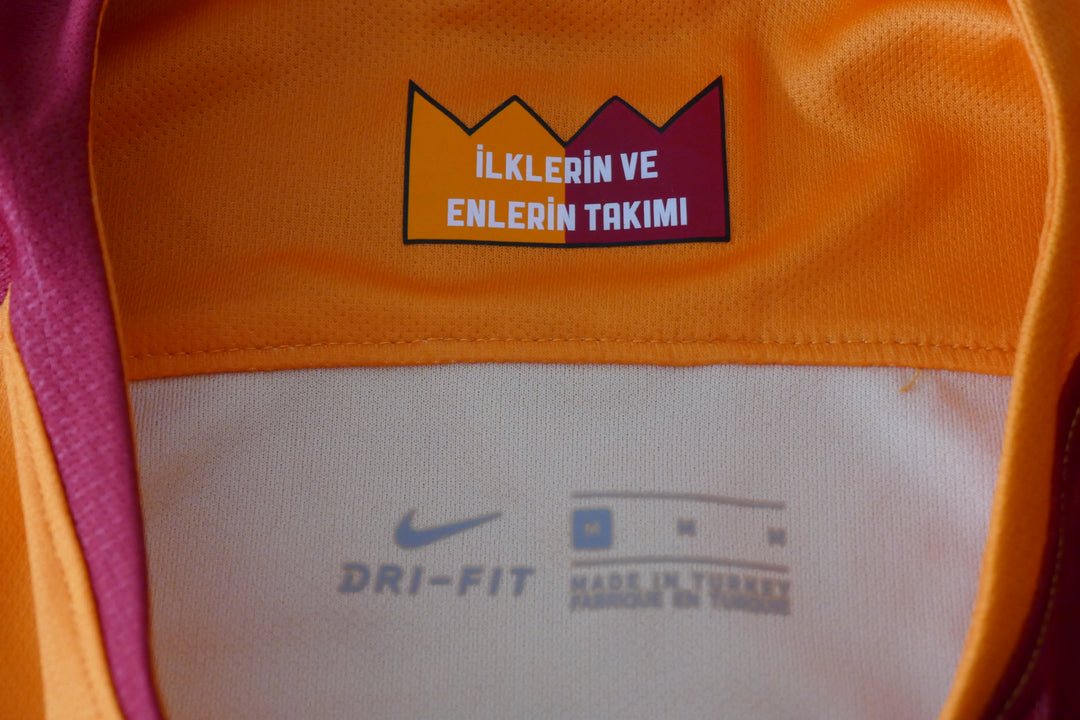 İLKLERİN VE
ENLERİN TAKIMI
DRI-FIT
M M M
MADE IN TURKEY
FABRIQUE EN TURQUIE